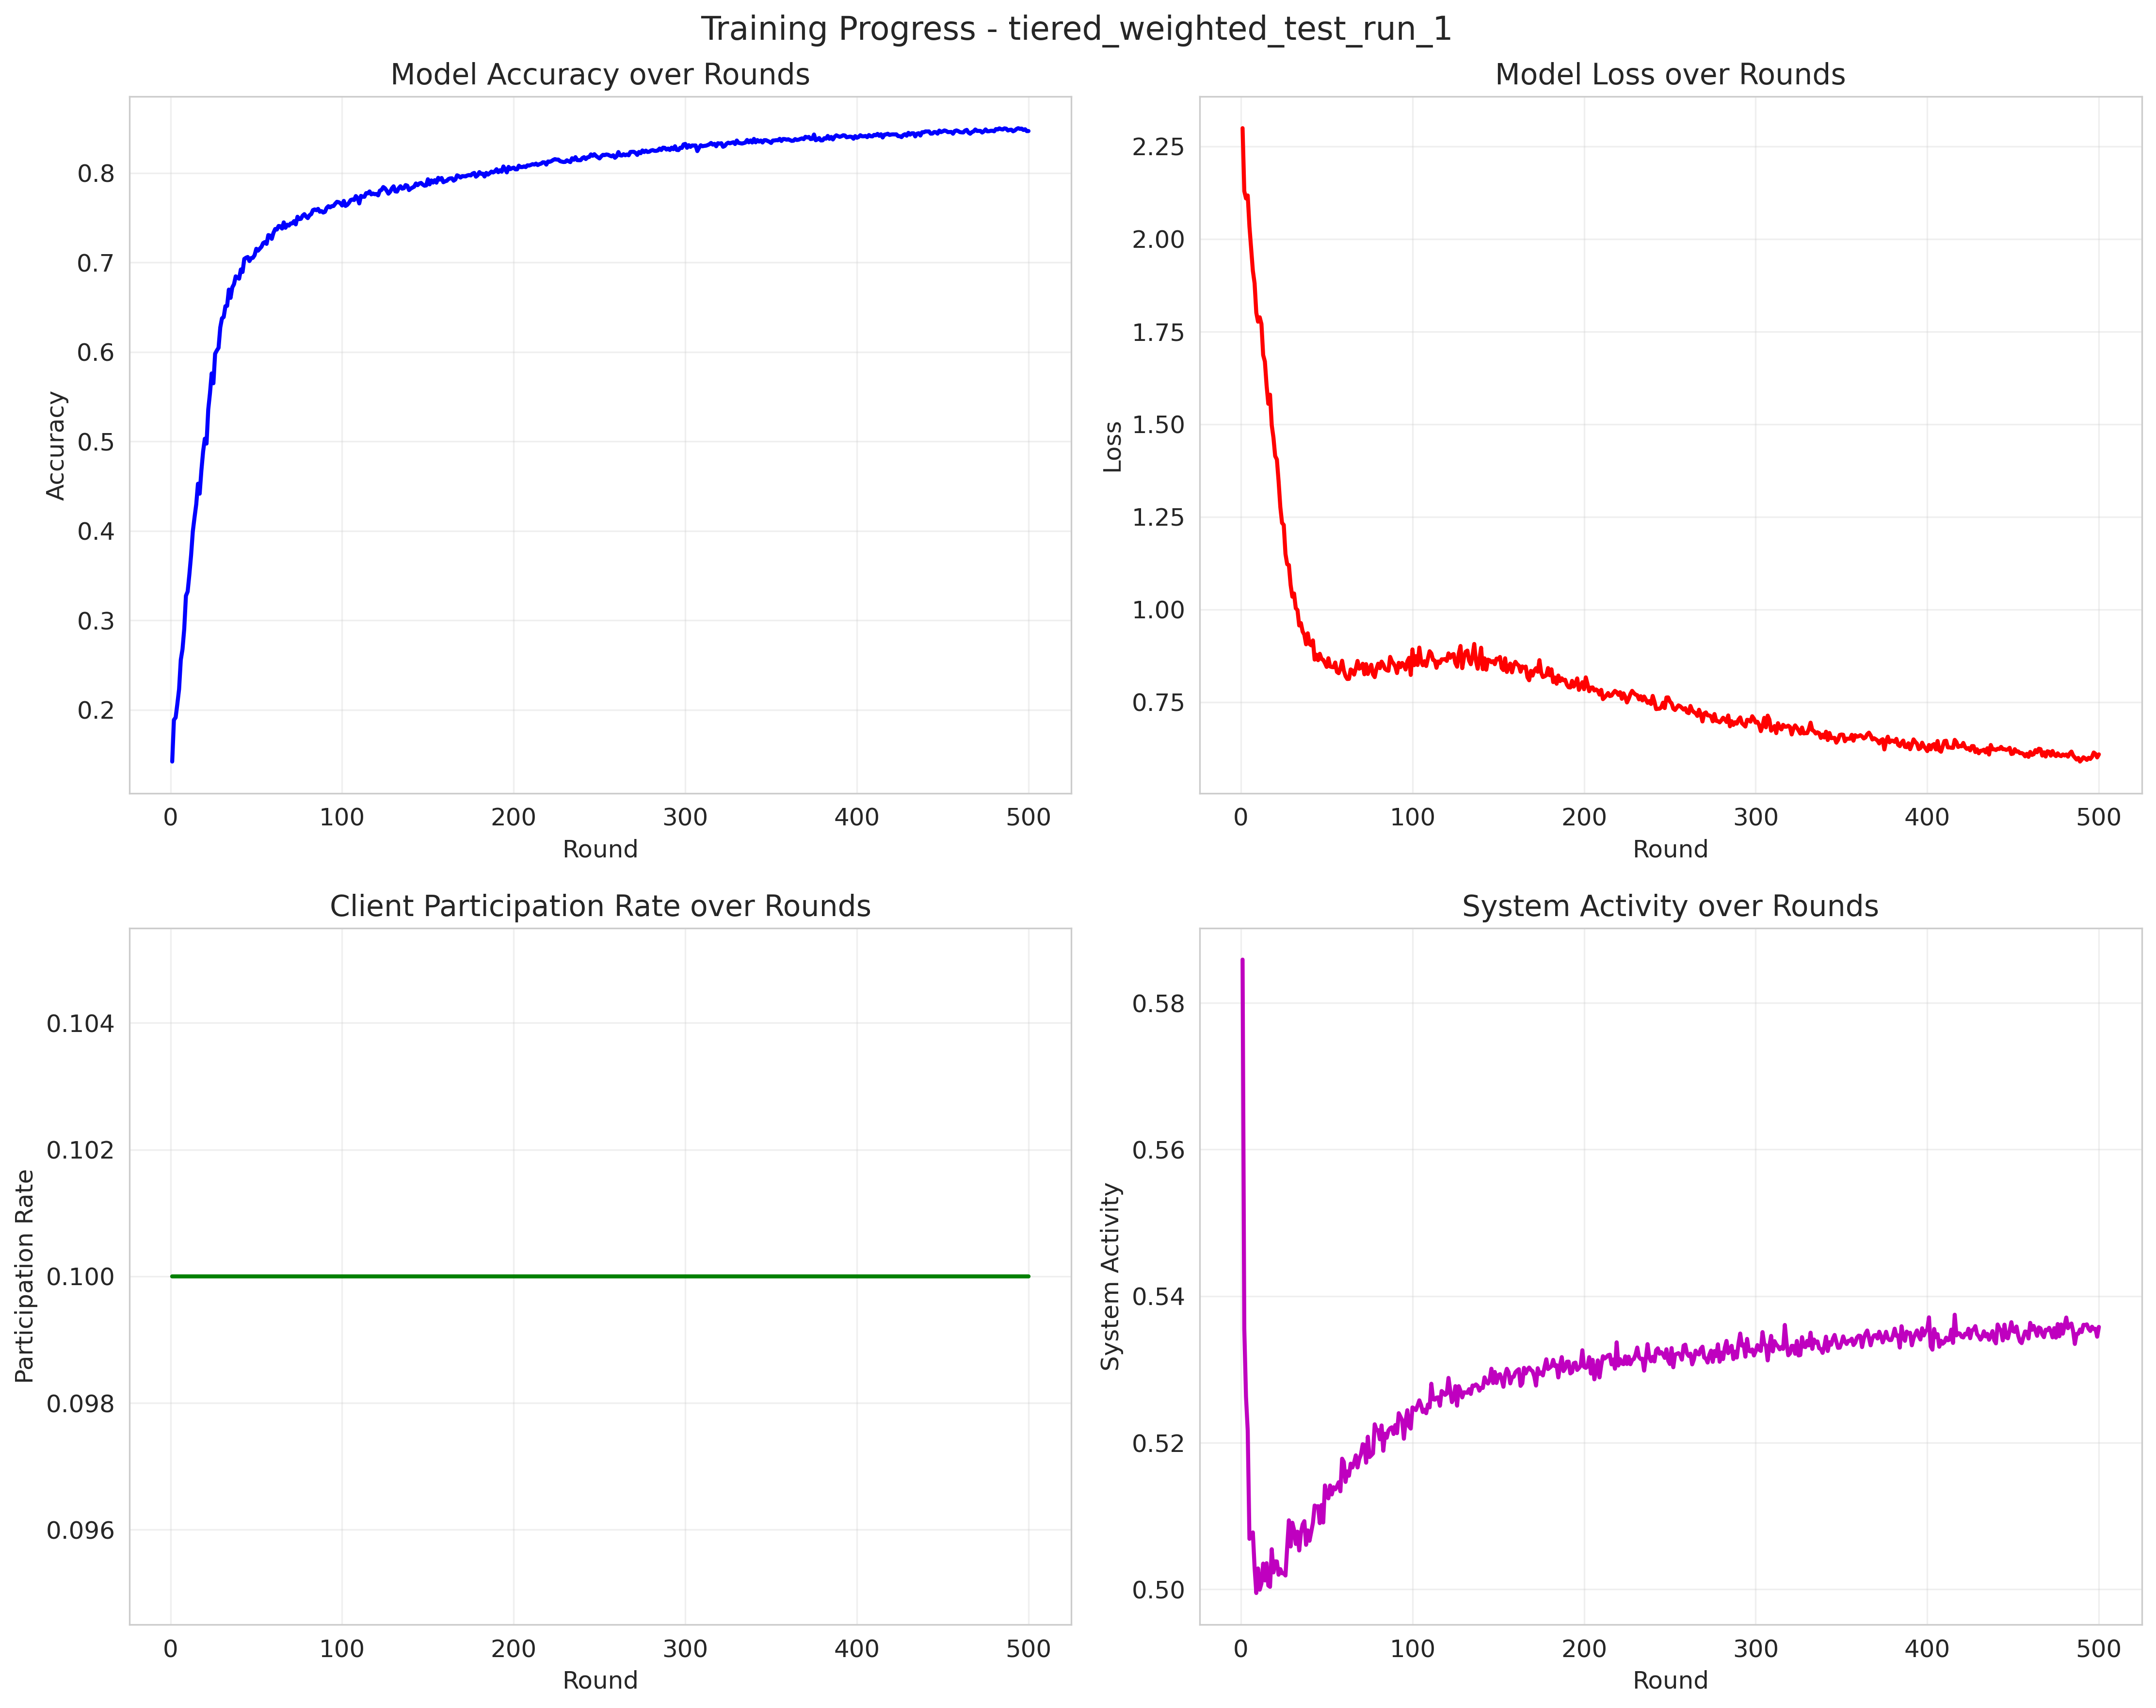 Training Progress - tiered_weighted_test_run_1
Model Accuracy over Rounds
Accuracy
0.8
0.7
0.6
0.5
0.4
0.3
0.2
0 100 200 300 400 500
Round
Model Loss over Rounds
Loss
2.25
2.00
1.75
1.50
1.25
1.00
0.75
0 100 200 300 400 500
Round
Client Participation Rate over Rounds
Participation Rate
0.104
0.102
0.100
0.098
0.096
0 100 200 300 400 500
Round
System Activity over Rounds
System Activity
0.58
0.56
0.54
0.52
0.50
0 100 200 300 400 500
Round